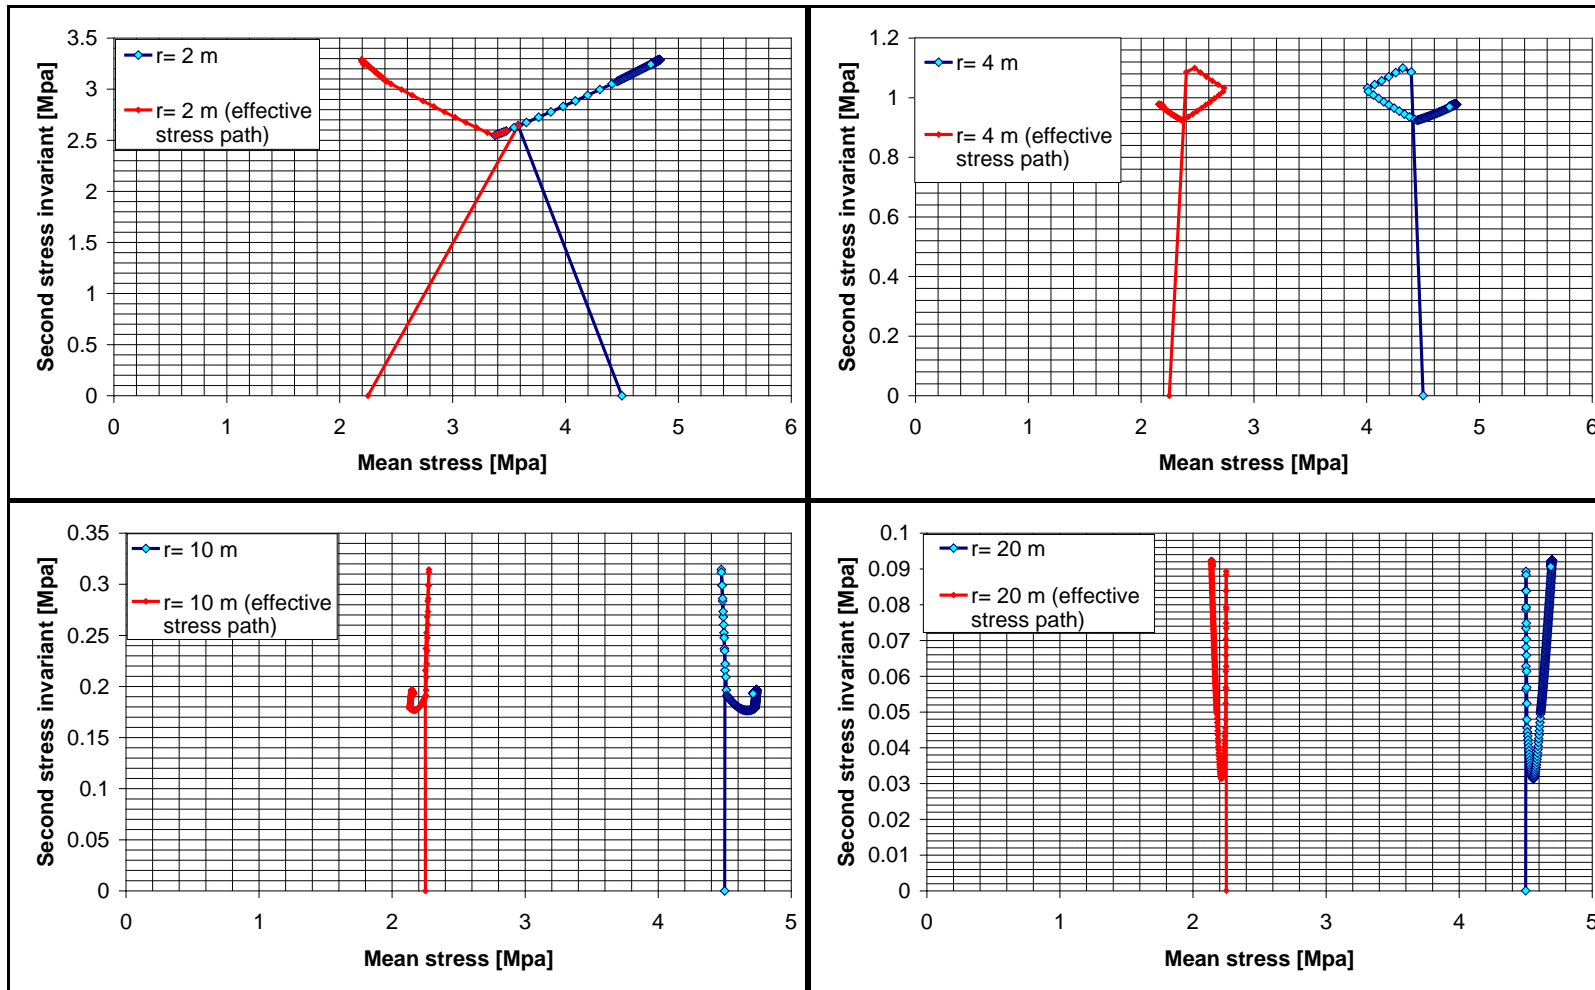 Second stress invariant [Mpa]
3.5
3
2.5
2
1.5
1
0.5
0
r= 2 m
r= 2 m (effective
stress path)
0 1 2 3 4 5 6
Mean stress [Mpa]
Second stress invariant [Mpa]
1.2
1
0.8
0.6
0.4
0.2
0
r= 4 m
r= 4 m (effective
stress path)
0 1 2 3 4 5 6
Mean stress [Mpa]
Second stress invariant [Mpa]
0.35
0.3
0.25
0.2
0.15
0.1
0.05
0
r= 10 m
r= 10 m (effective
stress path)
0 1 2 3 4 5
Mean stress [Mpa]
Second stress invariant [Mpa]
0.1
0.09
0.08
0.07
0.06
0.05
0.04
0.03
0.02
0.01
0
r= 20 m
r= 20 m (effective
stress path)
0 1 2 3 4 5
Mean stress [Mpa]